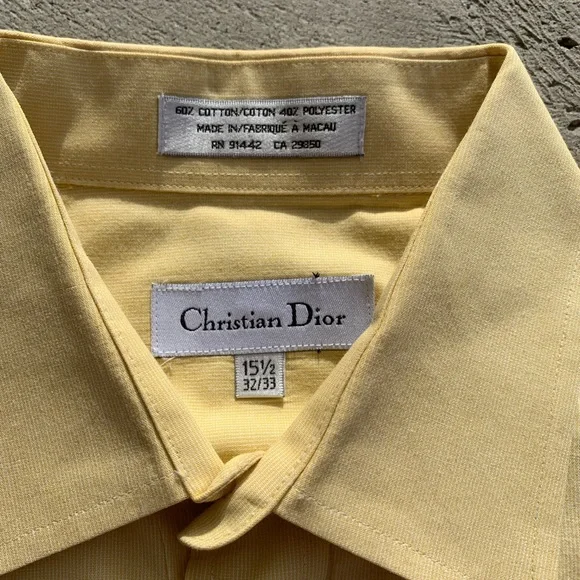 60% COTTON/COTON 40% POLYESTER
MADE IN/FABRIQUÉ À MACAU
RN 91442 CA 29850
Christian Dior
15½
32/33